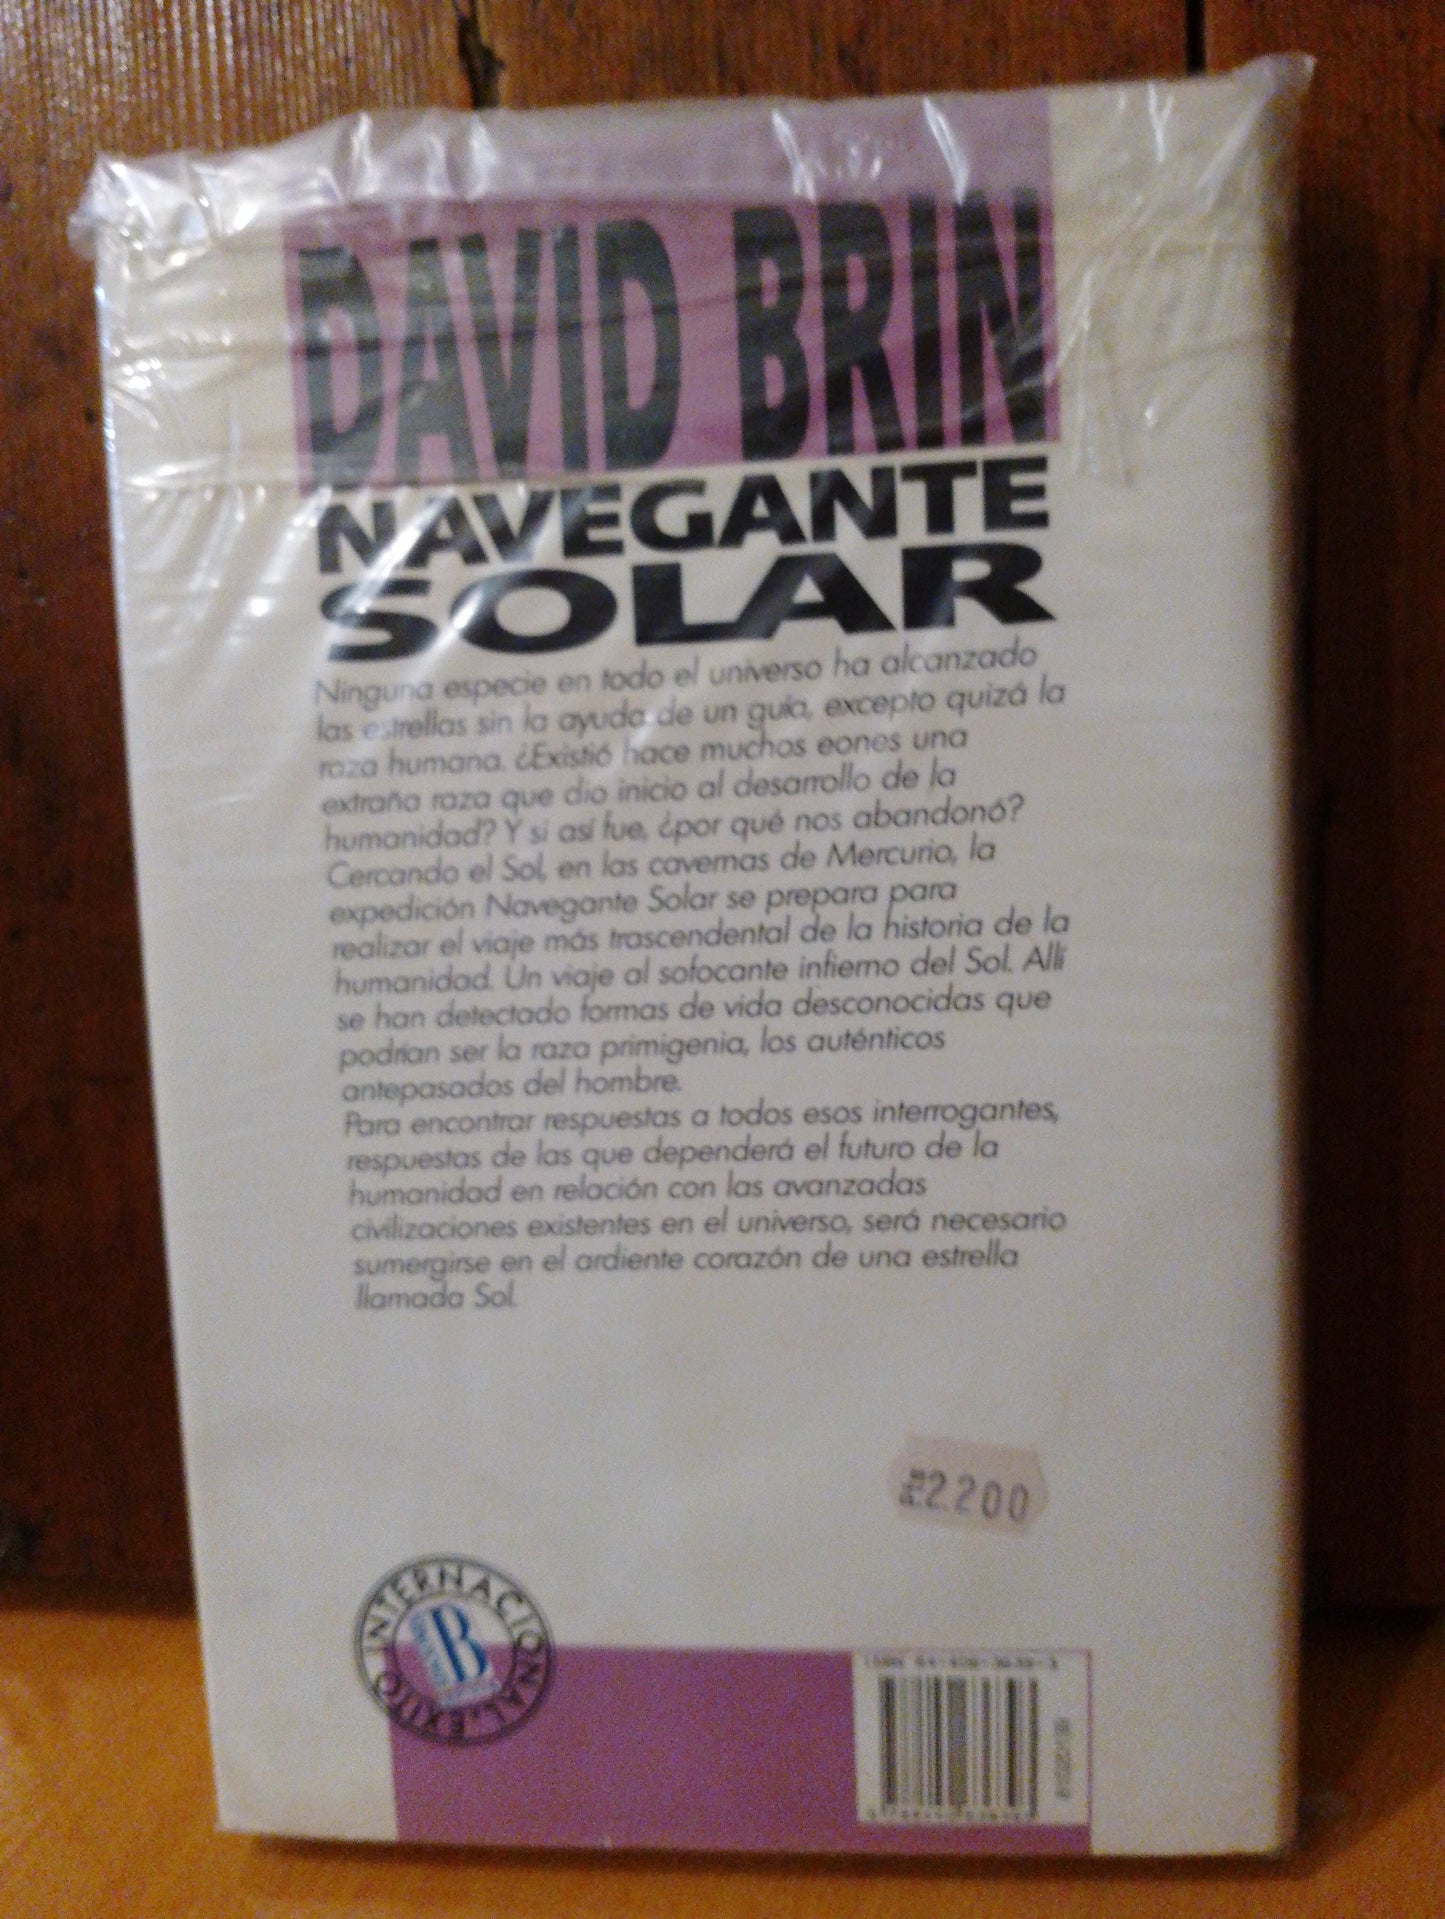 DAVID BRIN
NAVEGANTE
SOLAR
Ninguna especie en todo el universo ha alcanzado
las estrellas sin la ayuda de un guía, excepto quizá la
raza humana. ¿Existió hace muchos eones una
extraña raza que dio inicio al desarrollo de la
humanidad? Y si así fue, ¿por qué nos abandonó?
Cercando el Sol, en las cavernas de Mercurio, la
expedición Navegante Solar se prepara para
realizar el viaje más trascendental de la historia de la
humanidad. Un viaje al sofocante infierno del Sol. Allí
se han detectado formas de vida desconocidas que
podrían ser la raza primigenia, los auténticos
antepasados del hombre.
Para encontrar respuestas a todos esos interrogantes,
respuestas de las que dependerá el futuro de la
humanidad en relación con las avanzadas
civilizaciones existentes en el universo, será necesario
sumergirse en el ardiente corazón de una estrella
llamada Sol.
2.200
EXITO INTERNACIONAL
B
ISBN